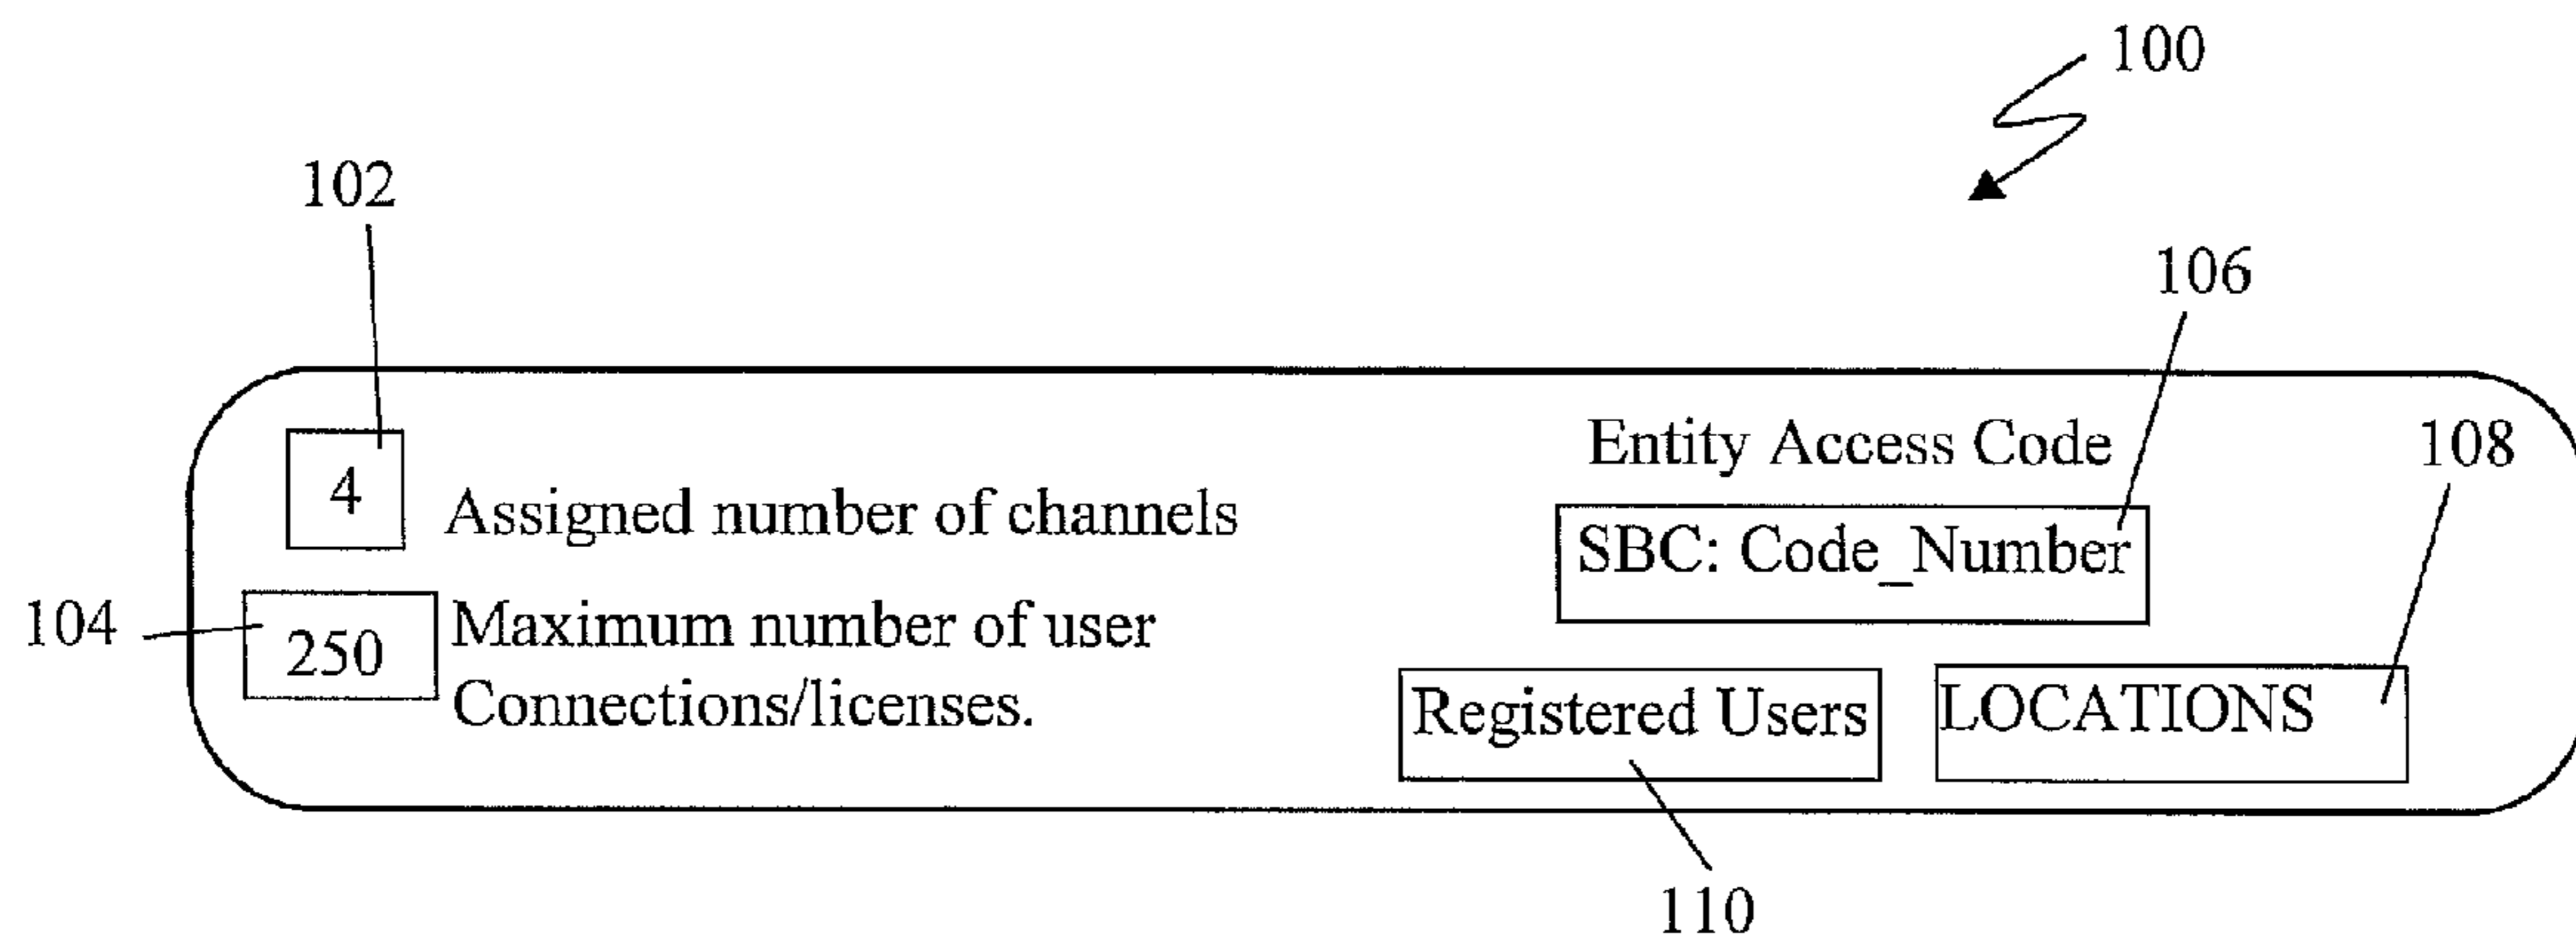 100
102
106
Entity Access Code
108
4
Assigned number of channels
SBC: Code_Number
104
250
Maximum number of user
Connections/licenses.
Registered Users
LOCATIONS
110